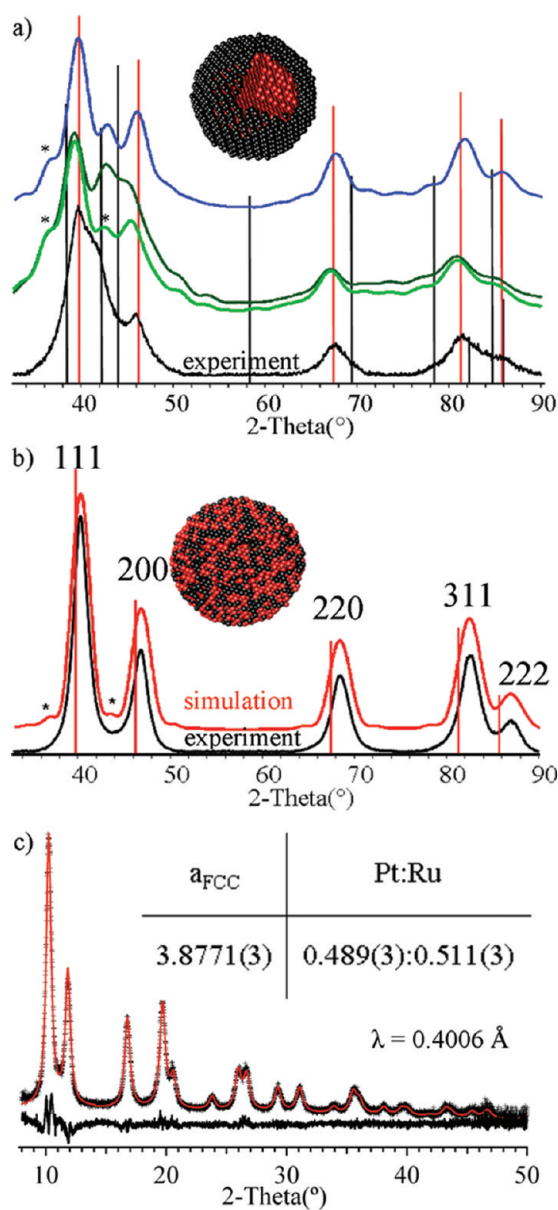 a)
*
*
*
experiment
40 50 60 70 80 90
2-Theta(°)
b)
111
200
220
311
222
*
*
simulation
experiment
40 50 60 70 80 90
2-Theta(°)
c)
a FCC Pt:Ru
3.8771(3) 0.489(3):0.511(3)
λ = 0.4006 Å
10 20 30 40 50
2-Theta(º)